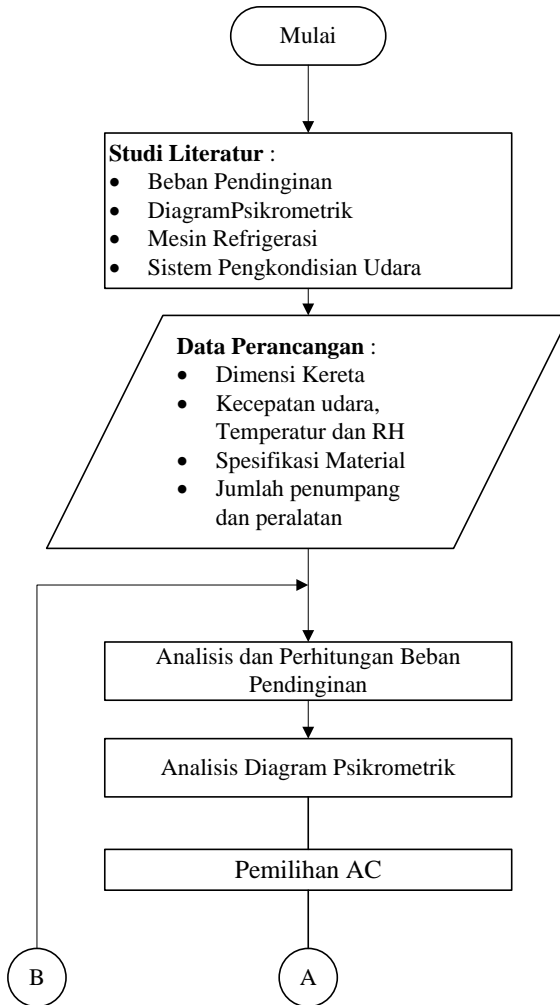 Mulai
Studi Literatur :
• Beban Pendinginan
• DiagramPsikrometrik
• Mesin Refrigerasi
• Sistem Pengkondisian Udara
Data Perancangan :
• Dimensi Kereta
• Kecepatan udara,
Temperatur dan RH
• Spesifikasi Material
• Jumlah penumpang
dan peralatan
Analisis dan Perhitungan Beban
Pendinginan
Analisis Diagram Psikrometrik
Pemilihan AC
B
A